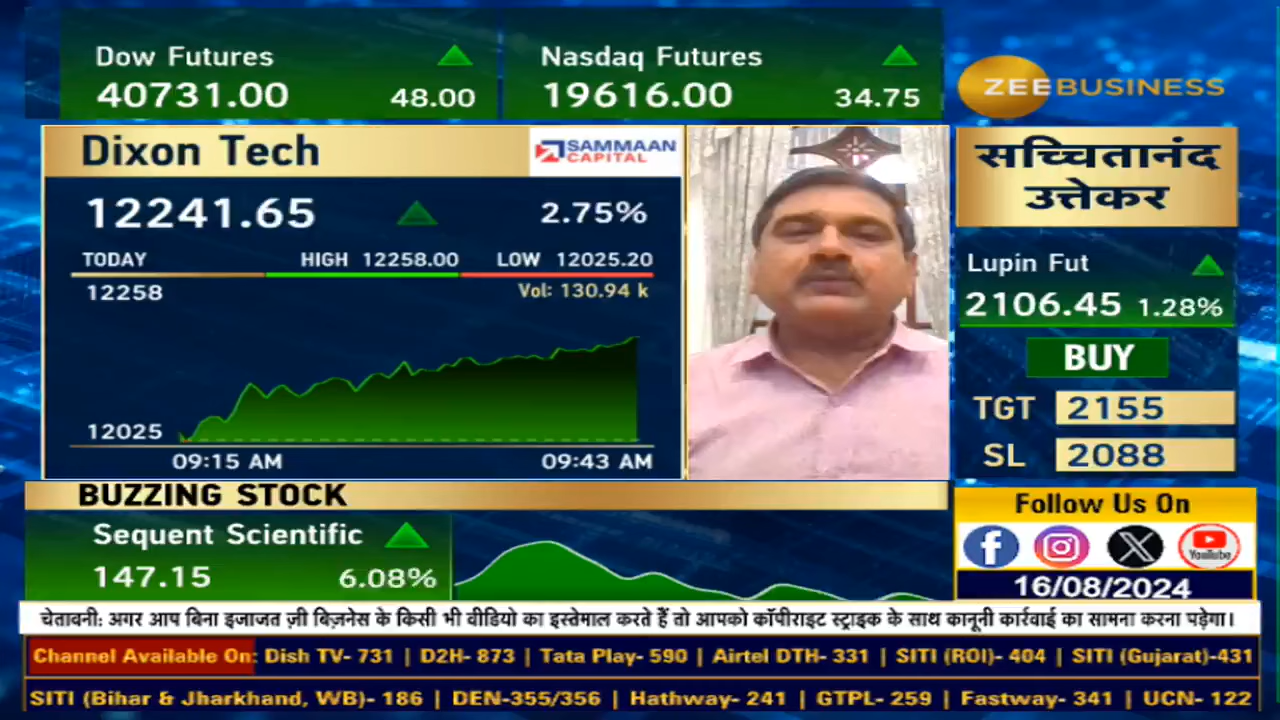 Dow Futures
40731.00 48.00
Nasdaq Futures
19616.00 34.75
ZEEBUSINESS
Dixon Tech
SAMMAAN
CAPITAL
12241.65 2.75%
TODAY HIGH 12258.00 LOW 12025.20
12258 Vol: 130.94 k
12025
09:15 AM 09:43 AM
सच्चितानंद
उत्तेकर
Lupin Fut
2106.45 1.28%
BUY
TGT 2155
SL 2088
BUZZING STOCK
Sequent Scientific
147.15 6.08%
Follow Us On
YouTube
16/08/2024
चेतावनी: अगर आप बिना इजाजत ज़ी बिज़नेस के किसी भी वीडियो का इस्तेमाल करते हैं तो आपको कॉपीराइट स्ट्राइक के साथ कानूनी कार्रवाई का सामना करना पड़ेगा।
Channel Available On: Dish TV- 731 | D2H- 873 | Tata Play- 590 | Airtel DTH- 331 | SITI (ROI)- 404 | SITI (Gujarat)-431
SITI (Bihar & Jharkhand, WB)- 186 | DEN-355/356 | Hathway- 241 | GTPL- 259 | Fastway- 341 | UCN- 122